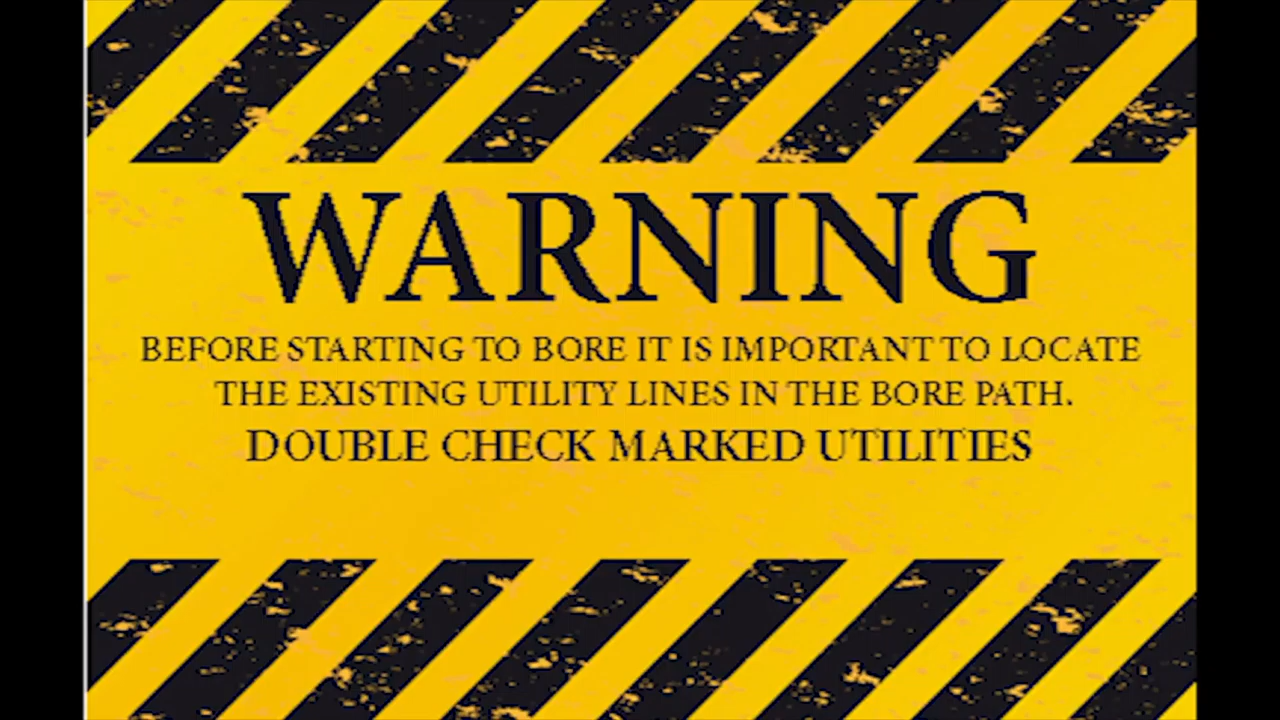 WARNING
BEFORE STARTING TO BORE IT IS IMPORTANT TO LOCATE
THE EXISTING UTILITY LINES IN THE BORE PATH.
DOUBLE CHECK MARKED UTILITIES